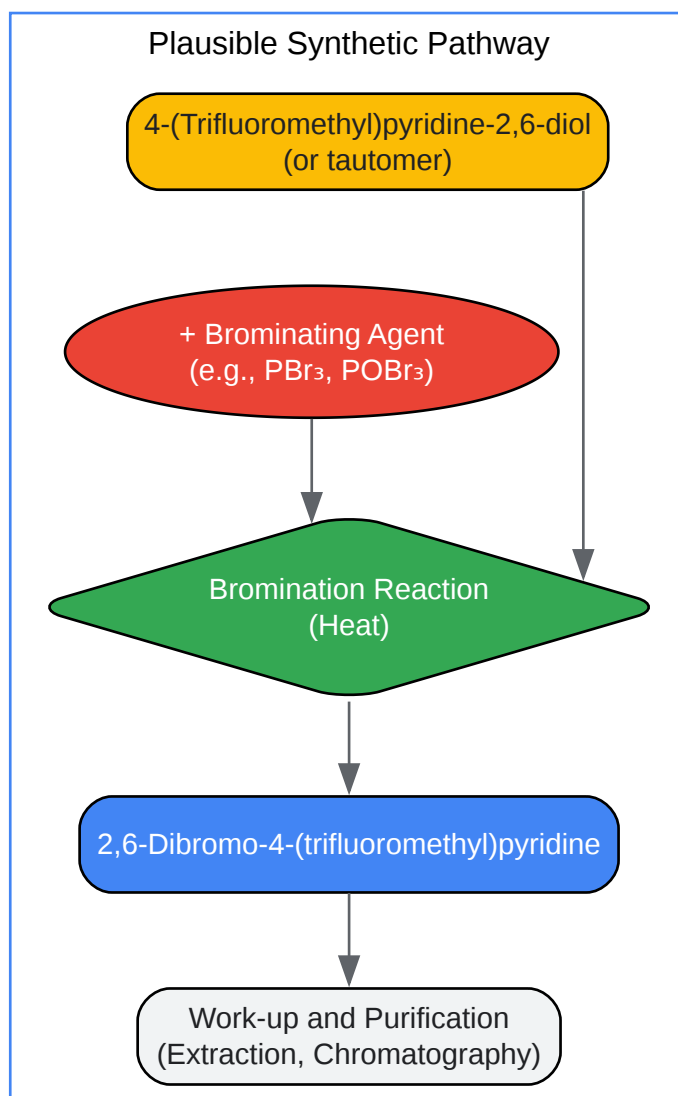 Plausible Synthetic Pathway
4-(Trifluoromethyl)pyridine-2,6-diol
(or tautomer)
+ Brominating Agent
(e.g., PBr₃, POBr₃)
Bromination Reaction
(Heat)
2,6-Dibromo-4-(trifluoromethyl)pyridine
Work-up and Purification
(Extraction, Chromatography)